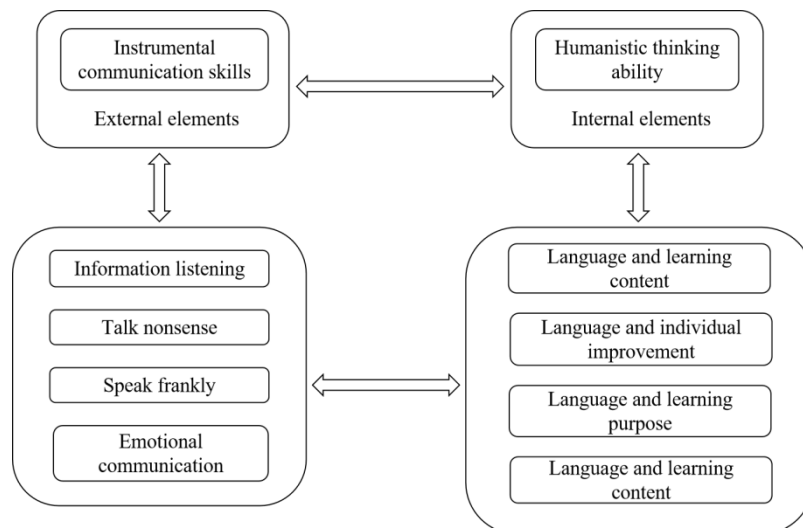 Instrumental
communication skills
External elements
Humanistic thinking
ability
Internal elements
Information listening
Talk nonsense
Speak frankly
Emotional
communication
Language and learning
content
Language and individual
improvement
Language and learning
purpose
Language and learning
content